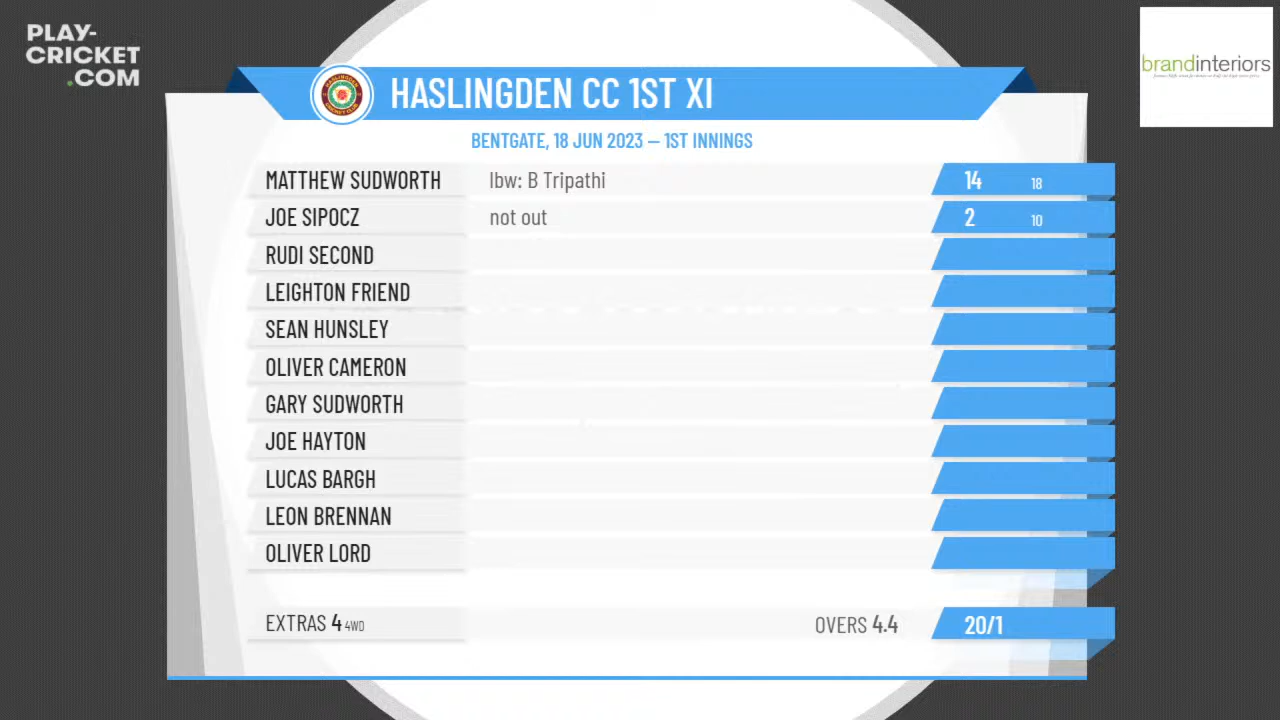 PLAY-
CRICKET
.COM
brandinteriors
HASLINGDEN CC 1ST XI
BENTGATE, 18 JUN 2023 – 1ST INNINGS
MATTHEW SUDWORTH lbw: B Tripathi 14 18
JOE SIPOCZ not out 2 10
RUDI SECOND
LEIGHTON FRIEND
SEAN HUNSLEY
OLIVER CAMERON
GARY SUDWORTH
JOE HAYTON
LUCAS BARGH
LEON BRENNAN
OLIVER LORD
EXTRAS 4 4WD OVERS 4.4 20/1